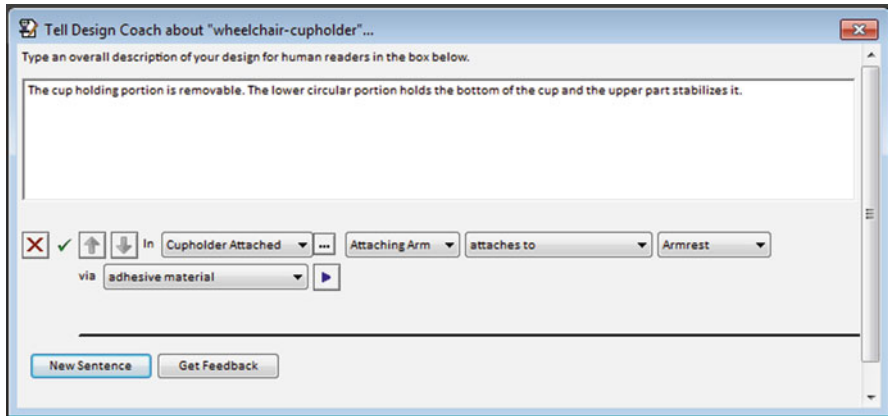 Tell Design Coach about "wheelchair-cupholder"...
Type an overall description of your design for human readers in the box below.
The cup holding portion is removable. The lower circular portion holds the bottom of the cup and the upper part stabilizes it.
In Cupholder Attached ... Attaching Arm attaches to Armrest
via adhesive material
New Sentence Get Feedback